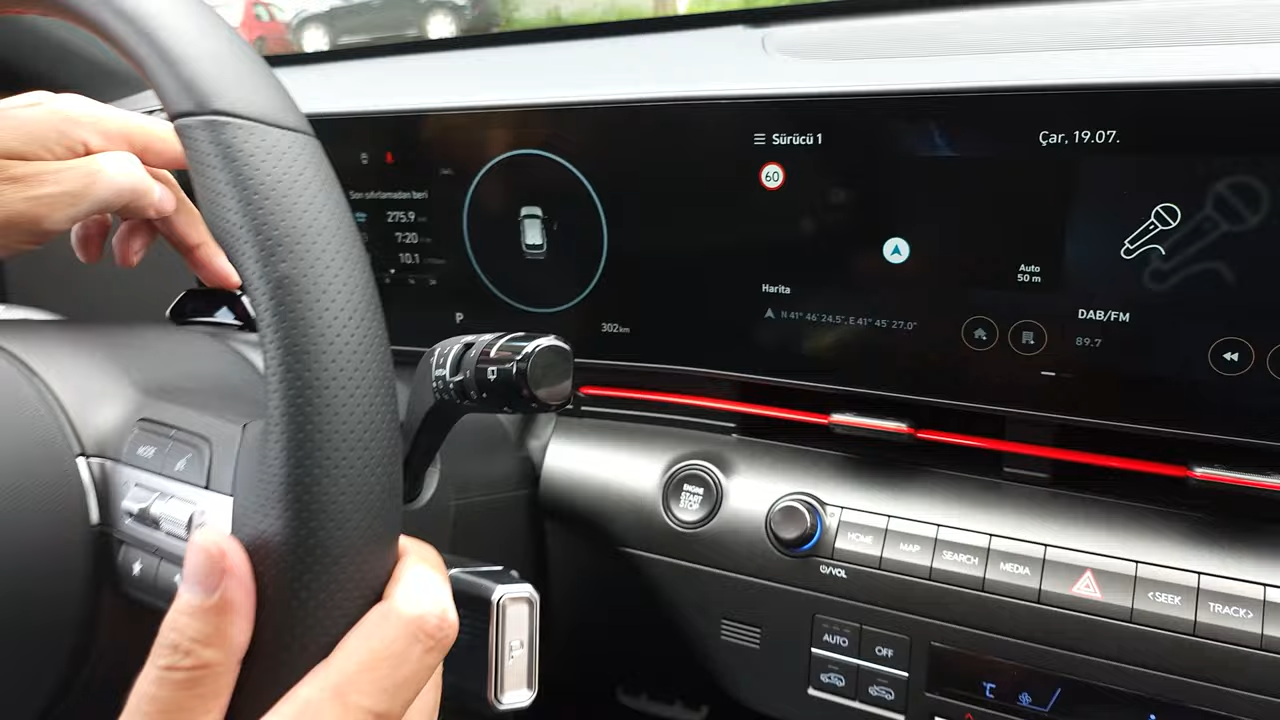 Sürücü 1
Çar, 19.07.
60
Son sıfırlamadan beri
275.9 km
7:20
10.1
Auto
50 m
Harita
N 41° 46' 24.5", E 41° 45' 27.0"
DAB/FM
89.7
P
302km
MODE
ENGINE
START
STOP
HOME
MAP
SEARCH
MEDIA
<SEEK
TRACK>
/VOL
AUTO
OFF
°C
P